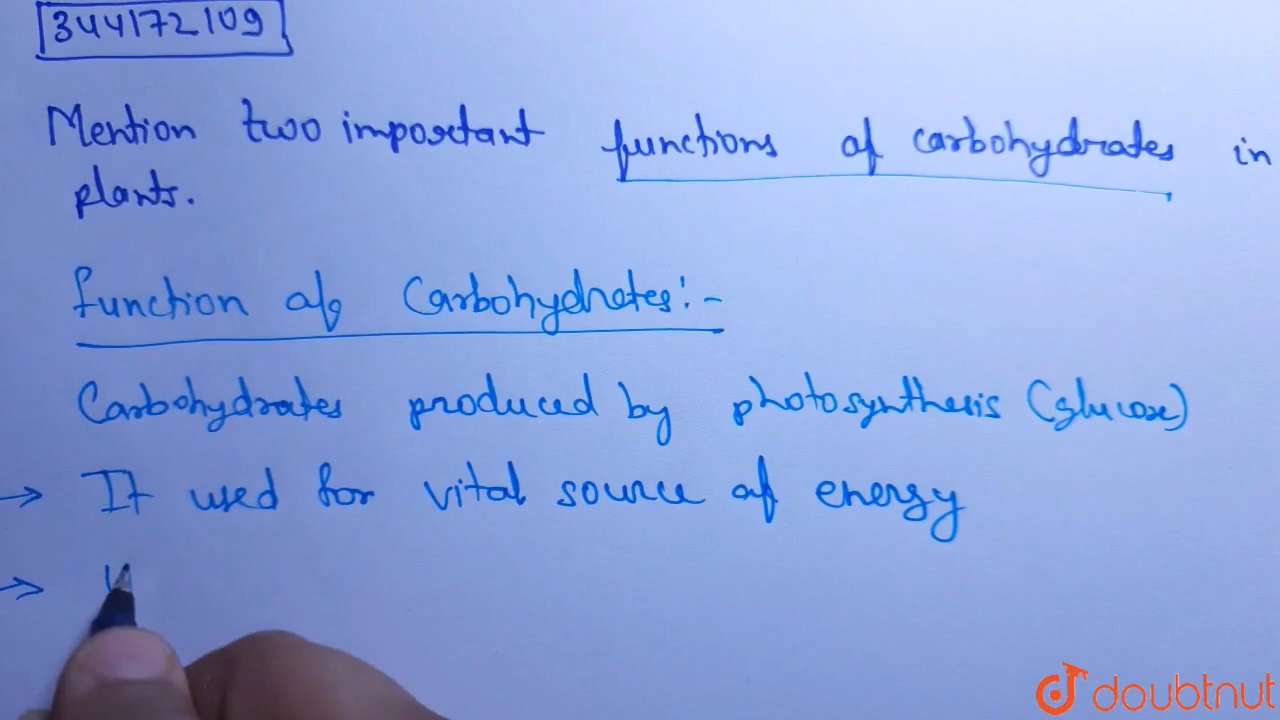 344172109
Mention two important functions of carbohydrates in
plants.
function of Carbohydrates:-
Carbohydrates produced by photosynthesis (glucose)
→ It used for vital source of energy
→
doubtnut